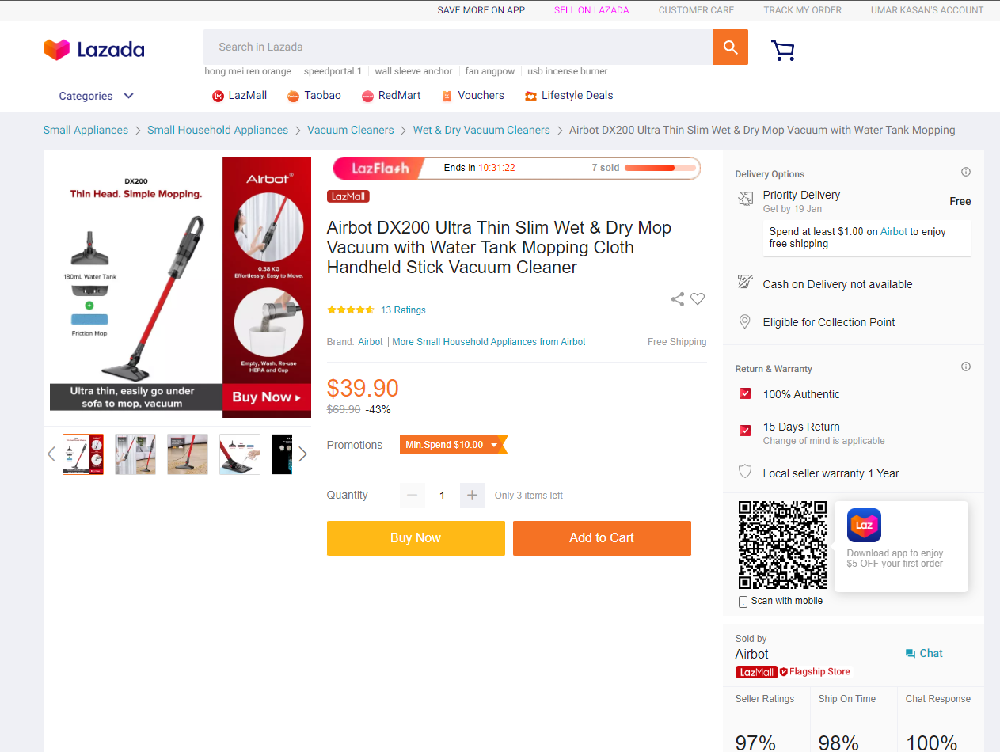 SAVE MORE ON APP
SELL ON LAZADA
CUSTOMER CARE
TRACK MY ORDER
UMAR KASAN'S ACCOUNT
Lazada
Search in Lazada
hong mei ren orange
speedportal.1
wall sleeve anchor
fan angpow
usb incense burner
Categories
LazMall
Taobao
RedMart
Vouchers
Lifestyle Deals
Small Appliances > Small Household Appliances > Vacuum Cleaners > Wet & Dry Vacuum Cleaners > Airbot DX200 Ultra Thin Slim Wet & Dry Mop Vacuum with Water Tank Mopping
DX200
Thin Head. Simple Mopping.
180mL Water Tank
Friction Mop
Ultra thin, easily go under
sofa to mop, vacuum
Airbot®
0.38 KG
Effortlessly. Easy to Move.
Empty, Wash, Re-use
HEPA and Cup
Buy Now
LazFlash
Ends in 10:31:22
7 sold
LazMall
Airbot DX200 Ultra Thin Slim Wet & Dry Mop
Vacuum with Water Tank Mopping Cloth
Handheld Stick Vacuum Cleaner
13 Ratings
Brand: Airbot | More Small Household Appliances from Airbot
Free Shipping
$39.90
$69.90 -43%
Promotions
Min.Spend $10.00
Quantity
1
Only 3 items left
Buy Now
Add to Cart
Delivery Options
Priority Delivery
Get by 19 Jan
Free
Spend at least $1.00 on Airbot to enjoy
free shipping
Cash on Delivery not available
Eligible for Collection Point
Return & Warranty
100% Authentic
15 Days Return
Change of mind is applicable
Local seller warranty 1 Year
Laz
Download app to enjoy
$5 OFF your first order
Scan with mobile
Sold by
Airbot
Chat
LazMall Flagship Store
Seller Ratings
Ship On Time
Chat Response
97%
98%
100%